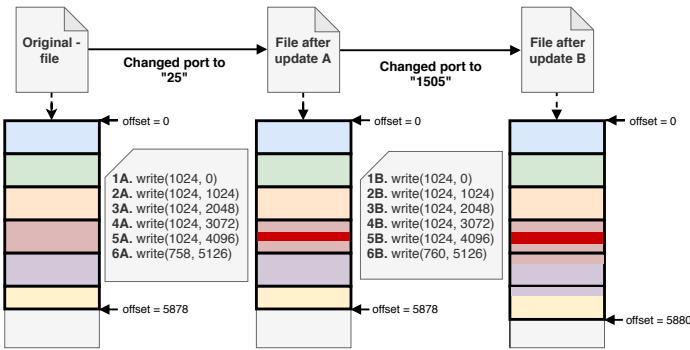 Original -
file
Changed port to
"25"
File after
update A
Changed port to
"1505"
File after
update B
offset = 0
offset = 0
offset = 0
1A. write(1024, 0)
2A. write(1024, 1024)
3A. write(1024, 2048)
4A. write(1024, 3072)
5A. write(1024, 4096)
6A. write(758, 5126)
1B. write(1024, 0)
2B. write(1024, 1024)
3B. write(1024, 2048)
4B. write(1024, 3072)
5B. write(1024, 4096)
6B. write(760, 5126)
offset = 5878
offset = 5878
offset = 5880